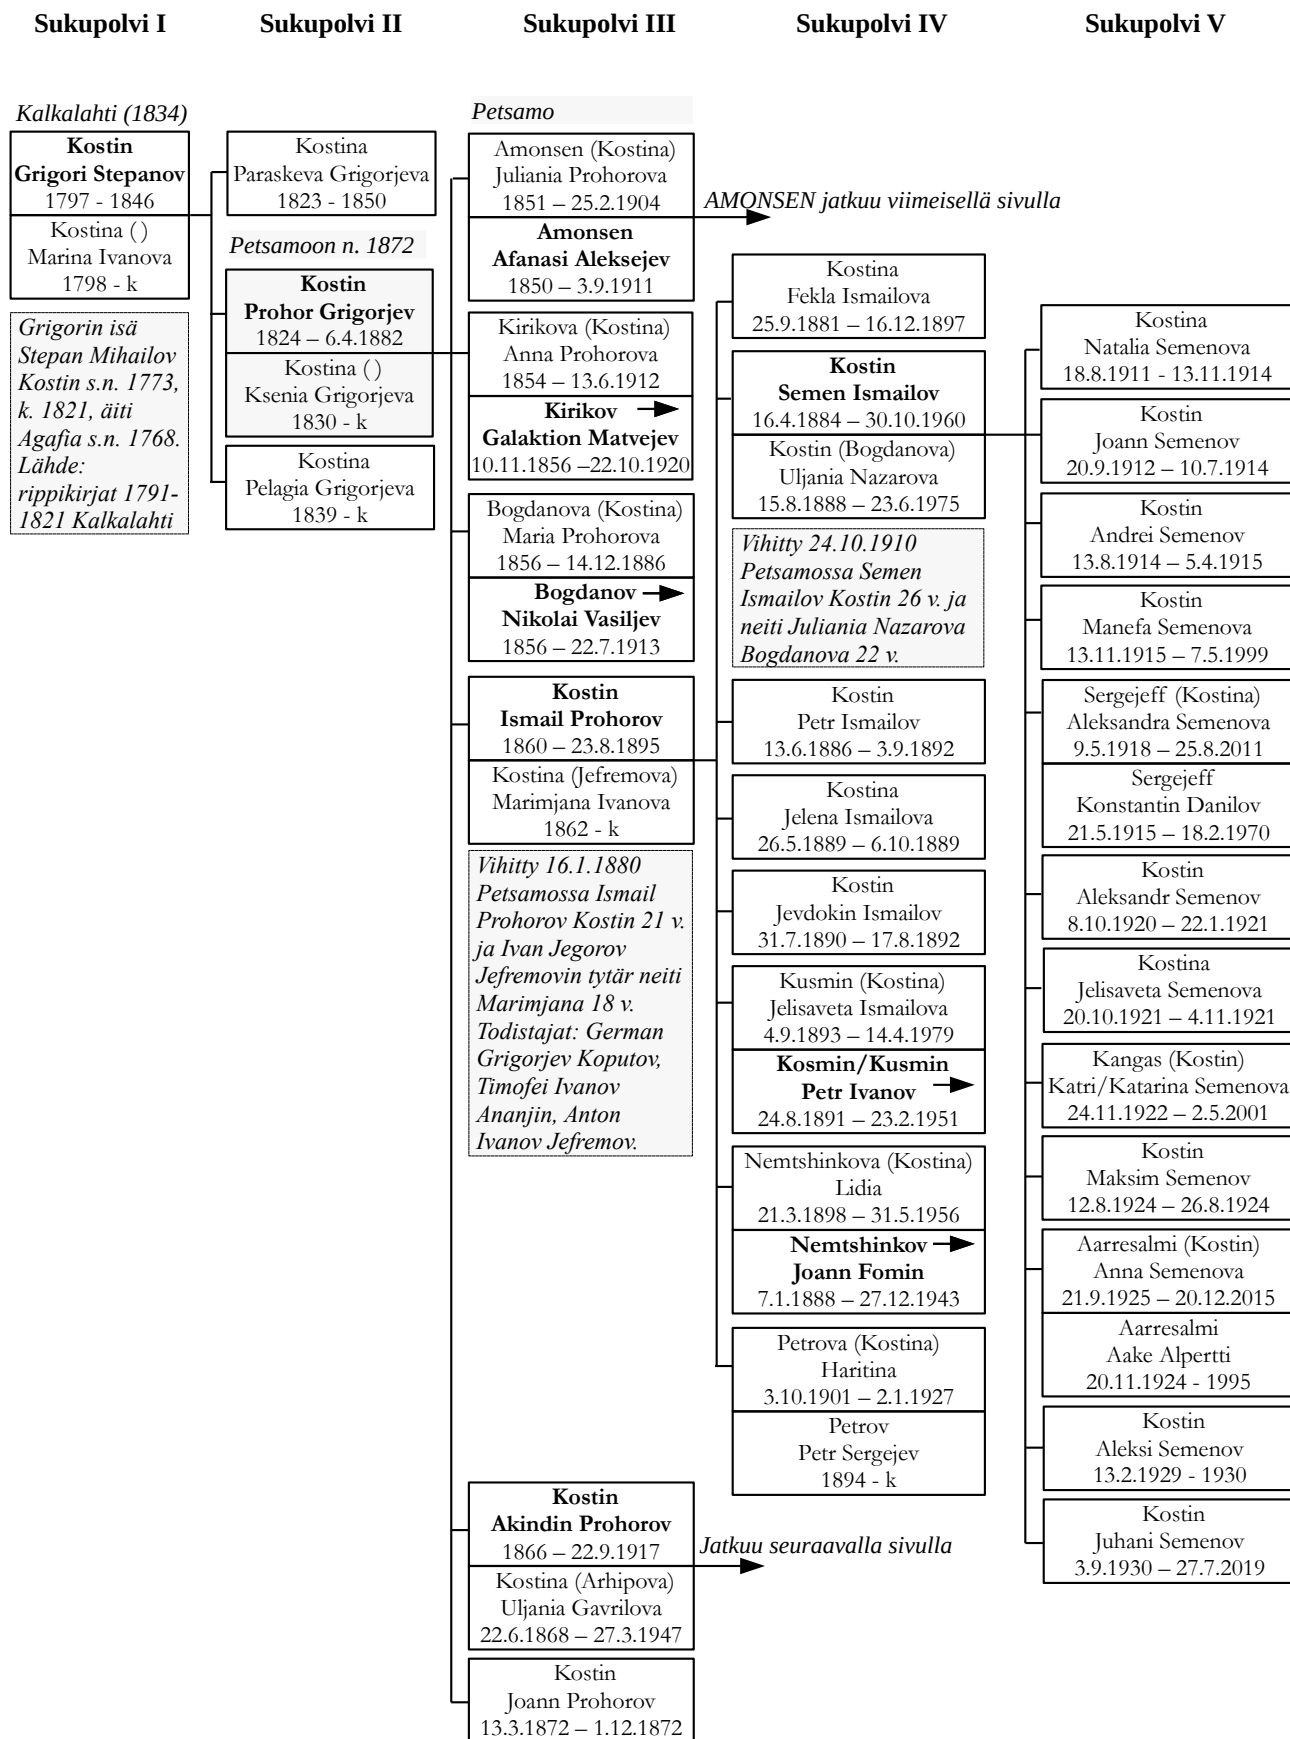 Sukupolvi I
Sukupolvi II
Sukupolvi III
Sukupolvi IV
Sukupolvi V
Kalkalahti (1834)
Kostin
Grigori Stepanov
1797 - 1846
Kostina ( )
Marina Ivanova
1798 - k
Grigorin isä
Stepan Mihailov
Kostin s.n. 1773,
k. 1821, äiti
Agafia s.n. 1768.
Lähde:
rippikirjat 1791-
1821 Kalkalahti
Kostina
Paraskeva Grigorjeva
1823 - 1850
Petsamoon n. 1872
Kostin
Prohor Grigorjev
1824 – 6.4.1882
Kostina ( )
Ksenia Grigorjeva
1830 - k
Kostina
Pelagia Grigorjeva
1839 - k
Petsamo
Amonsen (Kostina)
Juliania Prohorova
1851 – 25.2.1904
Amonsen
Afanasi Aleksejev
1850 – 3.9.1911
AMONSEN jatkuu viimeisellä sivulla
Kirikova (Kostina)
Anna Prohorova
1854 – 13.6.1912
Kirikov
Galaktion Matvejev
10.11.1856 –22.10.1920
Bogdanova (Kostina)
Maria Prohorova
1856 – 14.12.1886
Bogdanov
Nikolai Vasiljev
1856 – 22.7.1913
Kostin
Ismail Prohorov
1860 – 23.8.1895
Kostina (Jefremova)
Marimjana Ivanova
1862 - k
Vihitty 16.1.1880
Petsamossa Ismail
Prohorov Kostin 21 v.
ja Ivan Jegorov
Jefremovin tytär neiti
Marimjana 18 v.
Todistajat: German
Grigorjev Koputov,
Timofei Ivanov
Ananjin, Anton
Ivanov Jefremov.
Kostin
Akindin Prohorov
1866 – 22.9.1917
Kostina (Arhipova)
Uljania Gavrilova
22.6.1868 – 27.3.1947
Jatkuu seuraavalla sivulla
Kostin
Joann Prohorov
13.3.1872 – 1.12.1872
Kostina
Fekla Ismailova
25.9.1881 – 16.12.1897
Kostin
Semen Ismailov
16.4.1884 – 30.10.1960
Kostin (Bogdanova)
Uljania Nazarova
15.8.1888 – 23.6.1975
Vihitty 24.10.1910
Petsamossa Semen
Ismailov Kostin 26 v. ja
neiti Juliania Nazarova
Bogdanova 22 v.
Kostin
Petr Ismailov
13.6.1886 – 3.9.1892
Kostina
Jelena Ismailova
26.5.1889 – 6.10.1889
Kostin
Jevdokin Ismailov
31.7.1890 – 17.8.1892
Kusmin (Kostina)
Jelisaveta Ismailova
4.9.1893 – 14.4.1979
Kosmin/Kusmin
Petr Ivanov
24.8.1891 – 23.2.1951
Nemtshinkova (Kostina)
Lidia
21.3.1898 – 31.5.1956
Nemtshinkov
Joann Fomin
7.1.1888 – 27.12.1943
Petrova (Kostina)
Haritina
3.10.1901 – 2.1.1927
Petrov
Petr Sergejev
1894 - k
Kostina
Natalia Semenova
18.8.1911 - 13.11.1914
Kostin
Joann Semenov
20.9.1912 – 10.7.1914
Kostin
Andrei Semenov
13.8.1914 – 5.4.1915
Kostin
Manefa Semenova
13.11.1915 – 7.5.1999
Sergejeff (Kostina)
Aleksandra Semenova
9.5.1918 – 25.8.2011
Sergejeff
Konstantin Danilov
21.5.1915 – 18.2.1970
Kostin
Aleksandr Semenov
8.10.1920 – 22.1.1921
Kostina
Jelisaveta Semenova
20.10.1921 – 4.11.1921
Kangas (Kostin)
Katri/Katarina Semenova
24.11.1922 – 2.5.2001
Kostin
Maksim Semenov
12.8.1924 – 26.8.1924
Aarresalmi (Kostin)
Anna Semenova
21.9.1925 – 20.12.2015
Aarresalmi
Aake Alpertti
20.11.1924 - 1995
Kostin
Aleksi Semenov
13.2.1929 - 1930
Kostin
Juhani Semenov
3.9.1930 – 27.7.2019